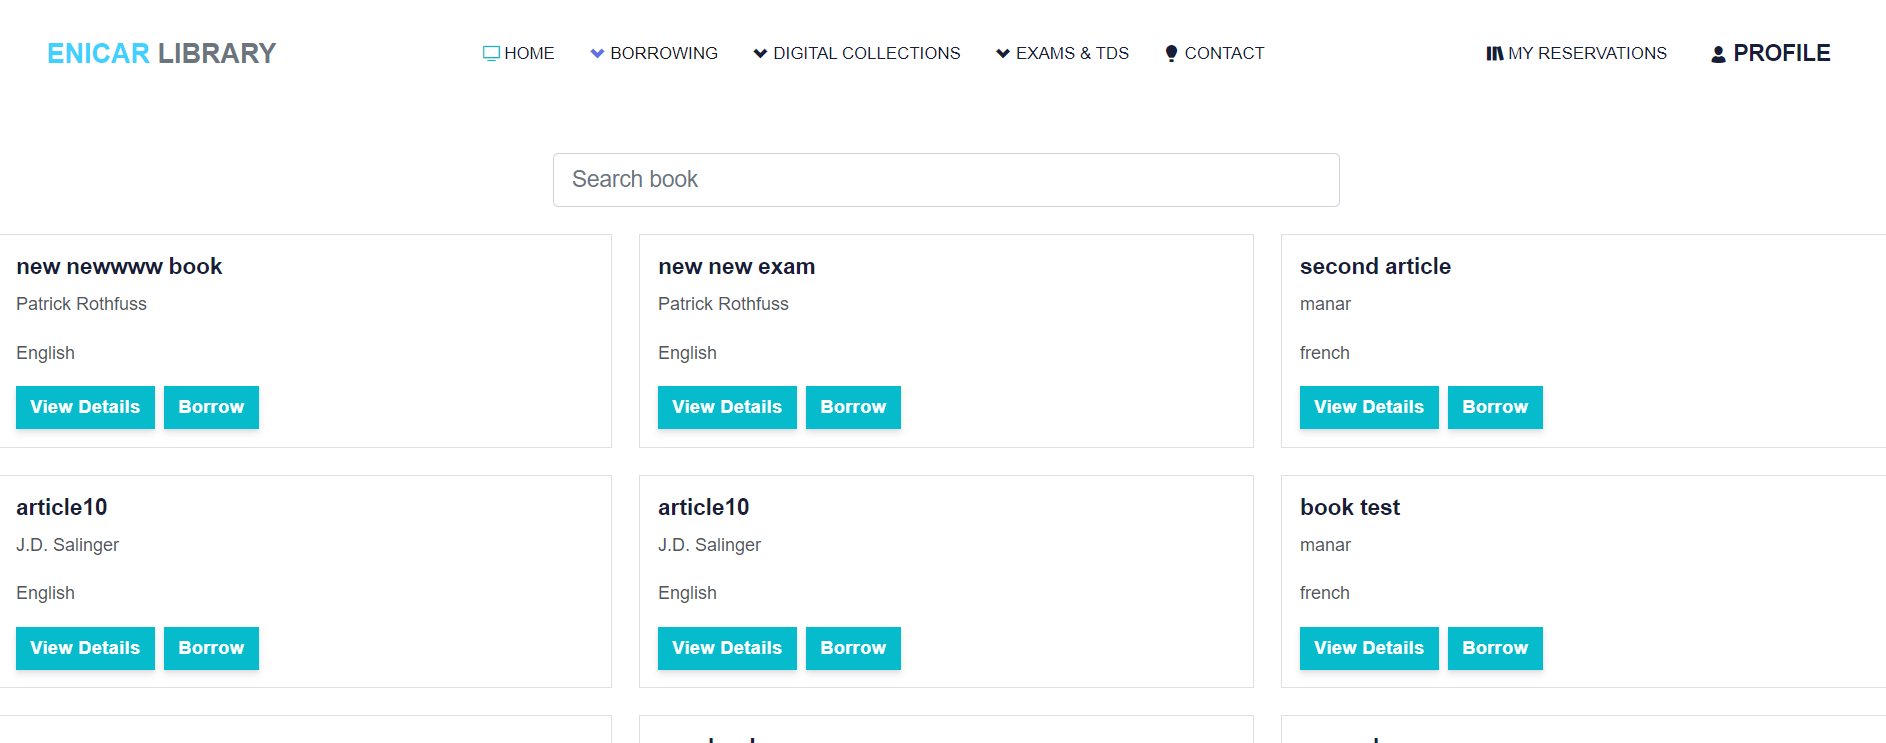 ENICAR LIBRARY HOME BORROWING DIGITAL COLLECTIONS EXAMS & TDS CONTACT MY RESERVATIONS PROFILE
Search book
new newwww book
Patrick Rothfuss
English
View Details Borrow
new new exam
Patrick Rothfuss
English
View Details Borrow
second article
manar
french
View Details Borrow
article10
J.D. Salinger
English
View Details Borrow
article10
J.D. Salinger
English
View Details Borrow
book test
manar
french
View Details Borrow